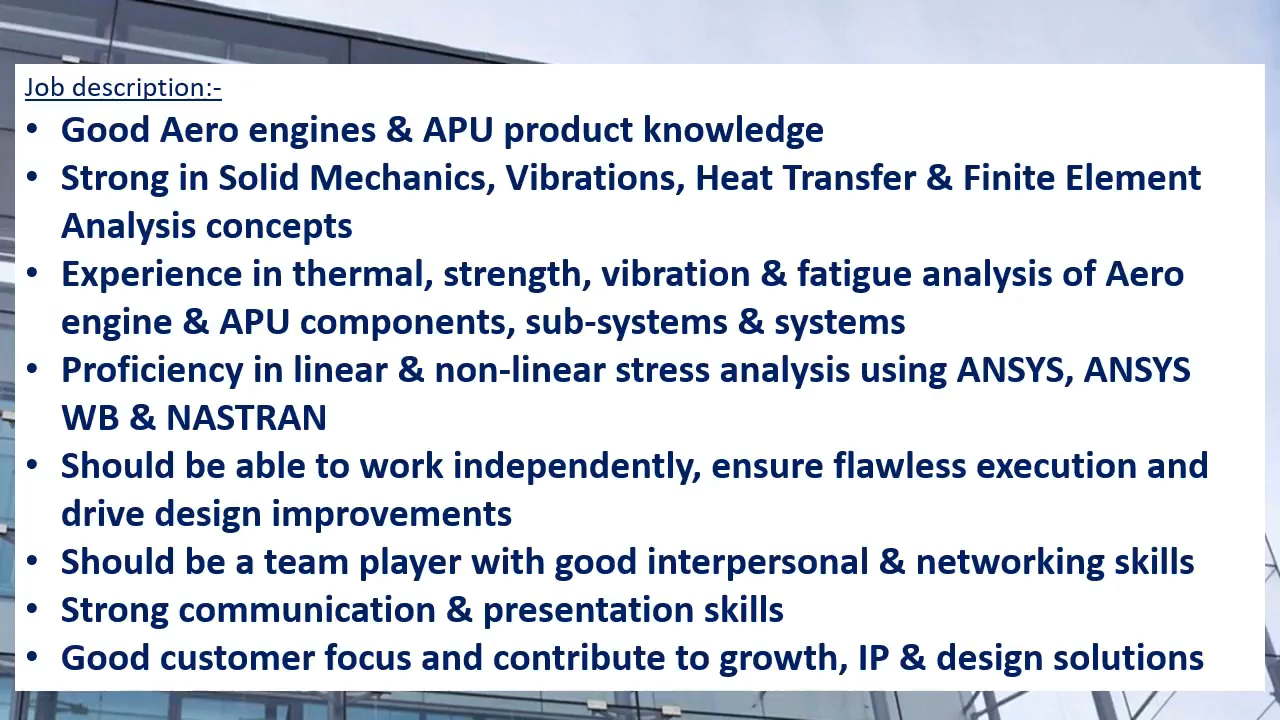 Job description:-
• Good Aero engines & APU product knowledge
• Strong in Solid Mechanics, Vibrations, Heat Transfer & Finite Element
Analysis concepts
• Experience in thermal, strength, vibration & fatigue analysis of Aero
engine & APU components, sub-systems & systems
• Proficiency in linear & non-linear stress analysis using ANSYS, ANSYS
WB & NASTRAN
• Should be able to work independently, ensure flawless execution and
drive design improvements
• Should be a team player with good interpersonal & networking skills
• Strong communication & presentation skills
• Good customer focus and contribute to growth, IP & design solutions